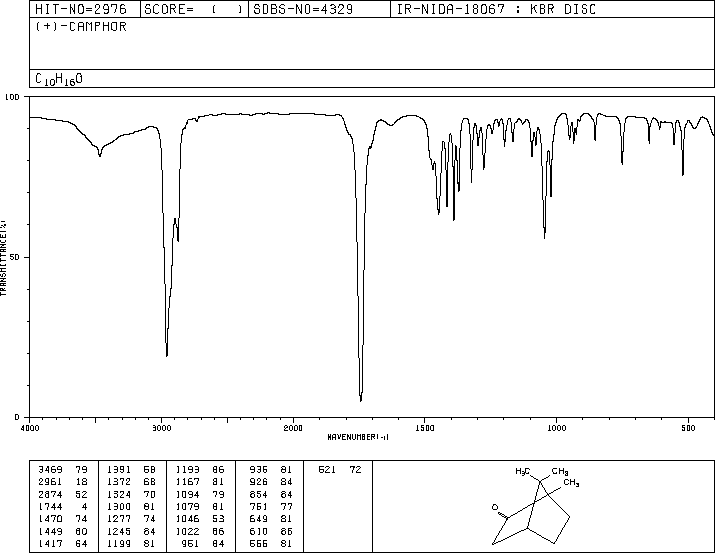 HIT-NO=2976 SCORE= ( ) SDBS-NO=4329 IR-NIDA-18067 : KBR DISC
(+)-CAMPHOR
C10H16O
100
50
0
TRANSMITTANCE(%)
4000 3000 2000 1500 1000 500
WAVENUMBER(-1)
3469 79 1391 58 1193 86 936 81 521 72
2961 18 1372 68 1167 81 926 84
2874 52 1324 70 1094 79 854 84
1744 4 1300 81 1079 81 751 77
1470 74 1277 74 1046 53 649 81
1449 60 1245 84 1022 66 610 86
1417 64 1199 81 951 84 555 81
H3C CH3
CH3
O